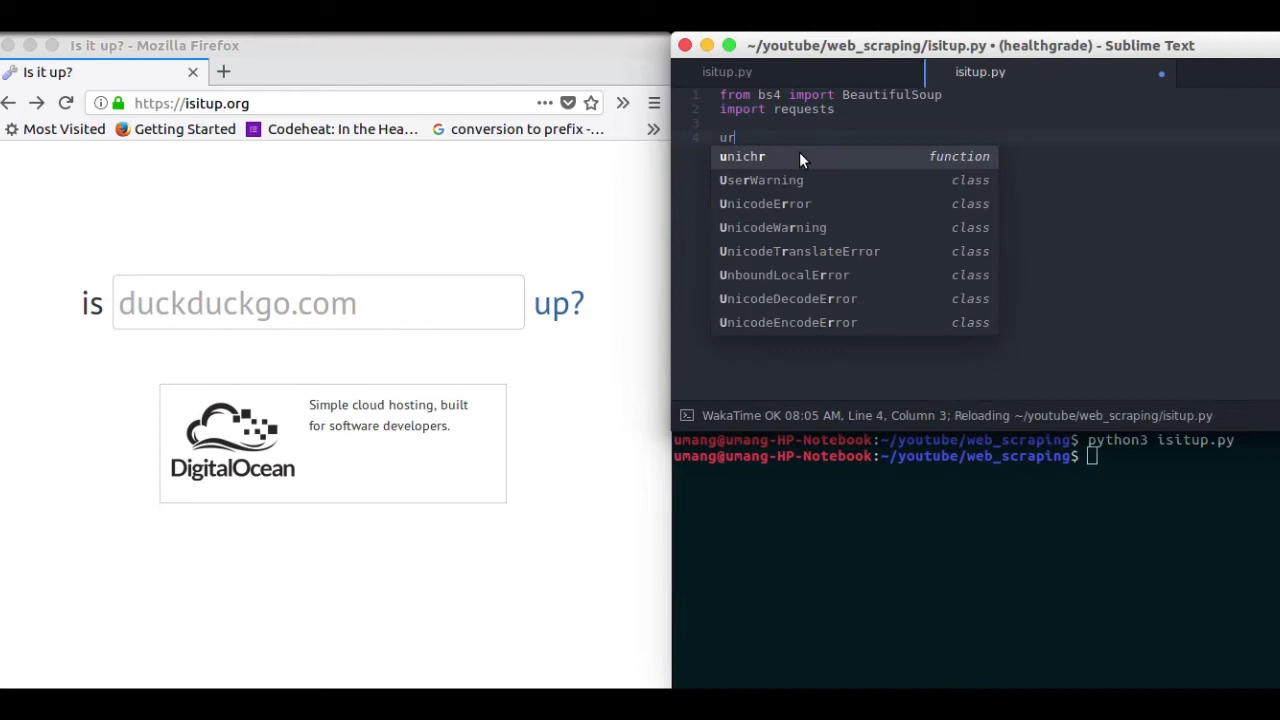 Is it up? - Mozilla Firefox
Is it up?
https://isitup.org
Most Visited Getting Started Codeheat: In the Hea... conversion to prefix -...
is duckduckgo.com up?
Simple cloud hosting, built
for software developers.
DigitalOcean
~/youtube/web_scraping/isitup.py • (healthgrade) - Sublime Text
isitup.py isitup.py
1 from bs4 import BeautifulSoup
2 import requests
3
4 ur
unichr function
UserWarning class
UnicodeError class
UnicodeWarning class
UnicodeTranslateError class
UnboundLocalError class
UnicodeDecodeError class
UnicodeEncodeError class
WakaTime OK 08:05 AM, Line 4, Column 3; Reloading ~/youtube/web_scraping/isitup.py
umang@umang-HP-Notebook:~/youtube/web_scraping$ python3 isitup.py
umang@umang-HP-Notebook:~/youtube/web_scraping$